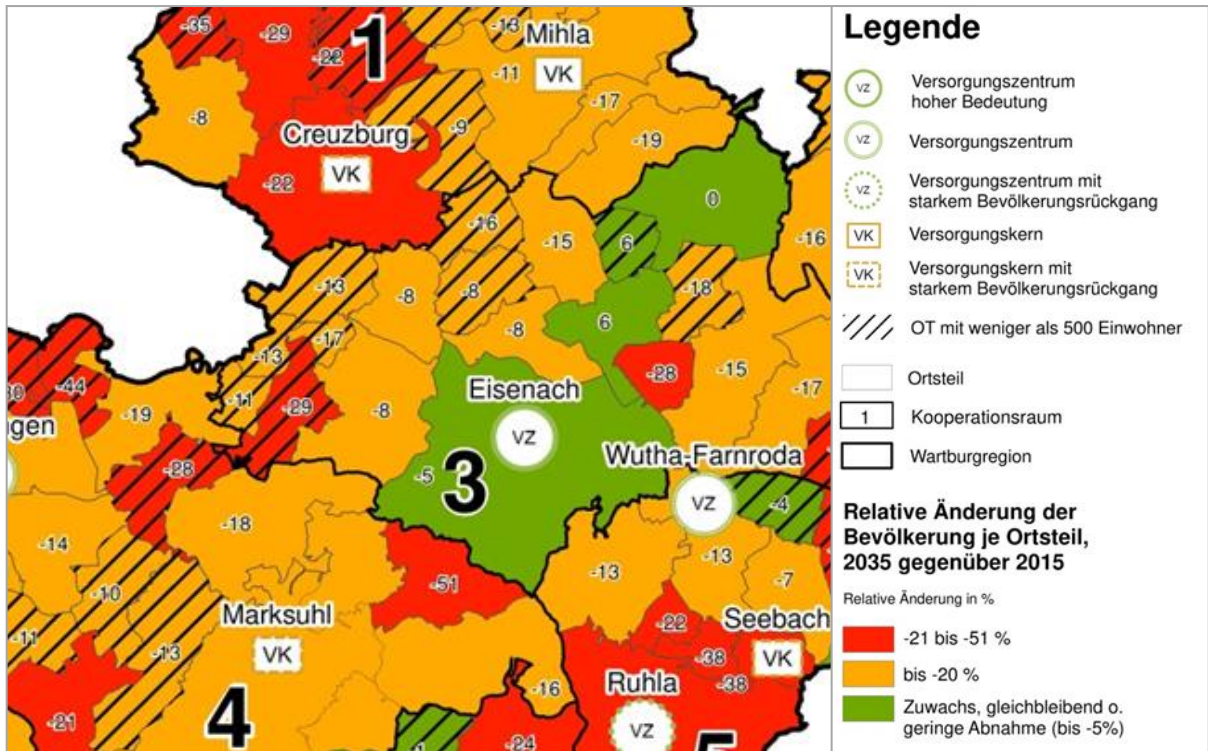 -35
-29
-22
1
-13
Mihla
-11
VK
-17
-8
-9
-19
Creuzburg
-22
VK
0
-16
-15
6
-16
-13
-8
-8
-18
-17
-13
-8
6
-28
-15
-17
-44
-19
-11
-29
-8
Eisenach
VZ
ngen
-28
-5
3
Wutha-Farnroda
VZ
-4
-18
-14
-51
-13
-13
-7
-10
Marksuhl
VK
-22
Seebach
-11
-13
-38
VK
-38
-16
Ruhla
VZ
-21
4
-24
Legende
VZ Versorgungszentrum
hoher Bedeutung
VZ Versorgungszentrum
VZ Versorgungszentrum mit
starkem Bevölkerungsrückgang
VK Versorgungskern
VK Versorgungskern mit
starkem Bevölkerungsrückgang
OT mit weniger als 500 Einwohner
Ortsteil
1 Kooperationsraum
Wartburgregion
Relative Änderung der
Bevölkerung je Ortsteil,
2035 gegenüber 2015
Relative Änderung in %
-21 bis -51 %
bis -20 %
Zuwachs, gleichbleibend o.
geringe Abnahme (bis -5%)